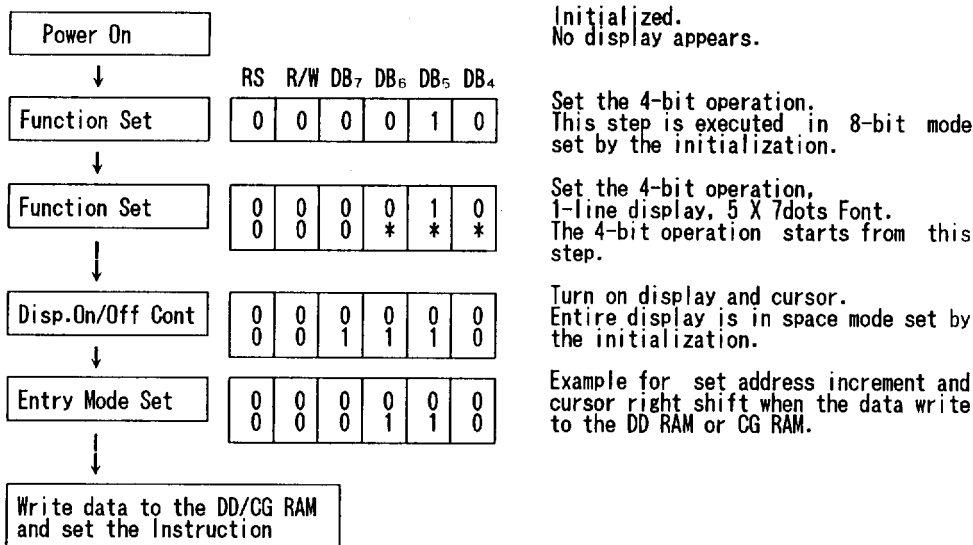 Power On
Initialized.
No display appears.
RS R/W DB7 DB6 DB5 DB4
Function Set
0 0 0 0 1 0
Set the 4-bit operation.
This step is executed in 8-bit mode
set by the initialization.
Function Set
0 0 0 0 1 0
0 0 0 * * *
Set the 4-bit operation,
1-line display, 5 X 7dots Font.
The 4-bit operation starts from this
step.
Disp.On/Off Cont
0 0 0 0 0 0
0 0 1 1 1 0
Turn on display and cursor.
Entire display is in space mode set by
the initialization.
Entry Mode Set
0 0 0 0 0 0
0 0 0 1 1 0
Example for set address increment and
cursor right shift when the data write
to the DD RAM or CG RAM.
Write data to the DD/CG RAM
and set the Instruction